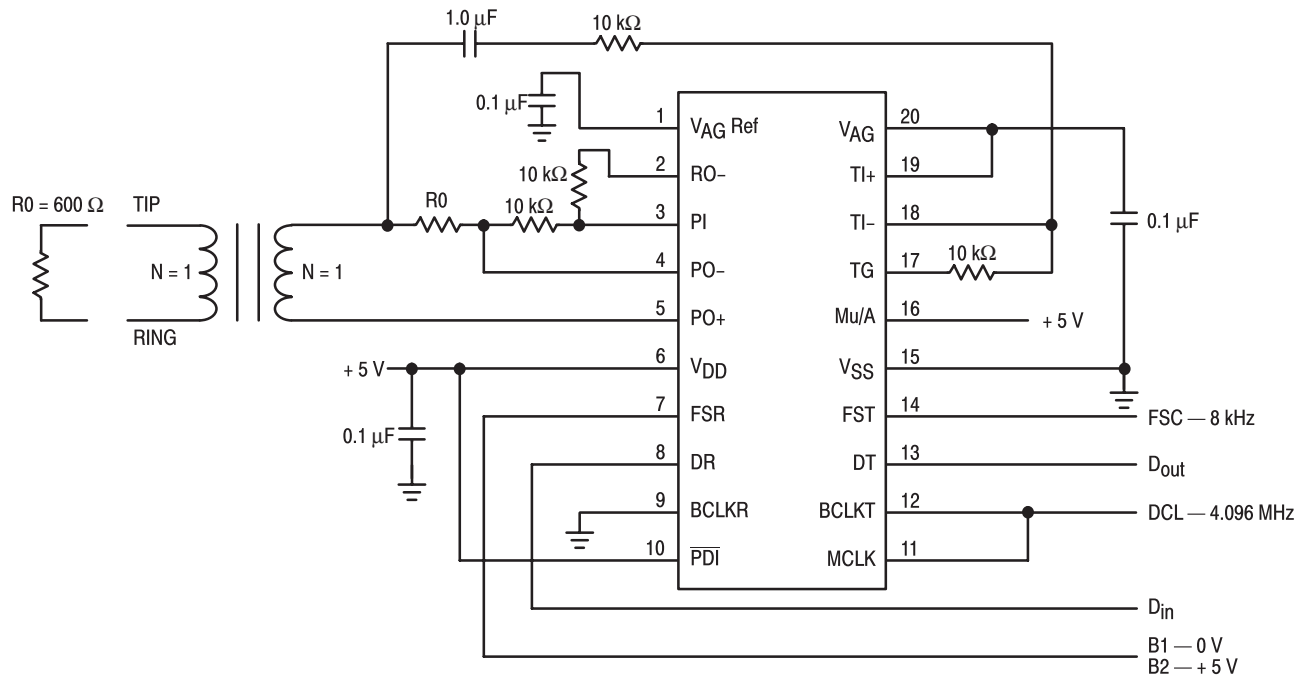 1.0 μF
10 kΩ
0.1 μF
1
VAG Ref
VAG
20
RO–
2
10 kΩ
TI+
19
R0 = 600 Ω
TIP
R0
10 kΩ
3
PI
TI–
18
0.1 μF
N = 1
N = 1
4
PO–
TG
17
10 kΩ
5
PO+
Mu/A
16
+ 5 V
RING
+ 5 V
6
VDD
VSS
15
7
FSR
FST
14
FSC — 8 kHz
0.1 μF
8
DR
DT
13
Dout
9
BCLKR
BCLKT
12
DCL — 4.096 MHz
10
PDI
MCLK
11
Din
B1 — 0 V
B2 — + 5 V